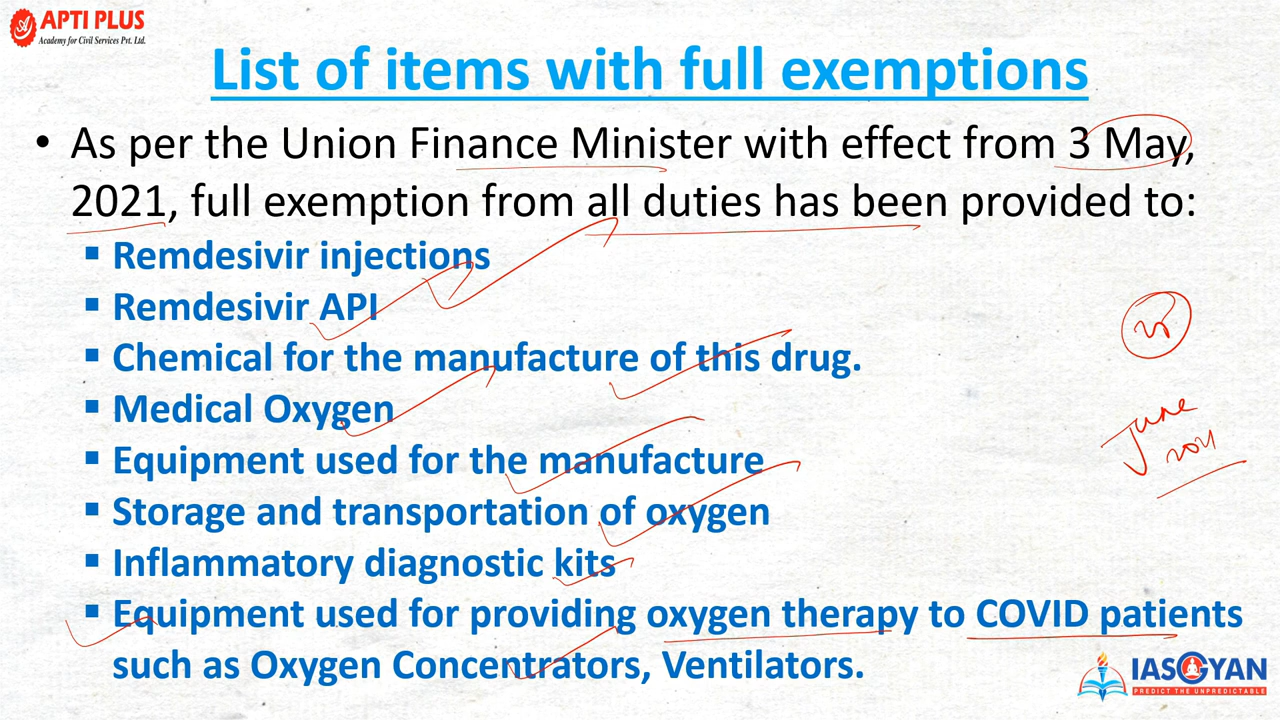 APTI PLUS
Academy for Civil Services Pvt. Ltd.
List of items with full exemptions
• As per the Union Finance Minister with effect from 3 May,
2021, full exemption from all duties has been provided to:
▪ Remdesivir injections
▪ Remdesivir API
▪ Chemical for the manufacture of this drug.
▪ Medical Oxygen
▪ Equipment used for the manufacture
▪ Storage and transportation of oxygen
▪ Inflammatory diagnostic kits
▪ Equipment used for providing oxygen therapy to COVID patients
such as Oxygen Concentrators, Ventilators.
June
IASGYAN
PREDICT THE UNPREDICTABLE